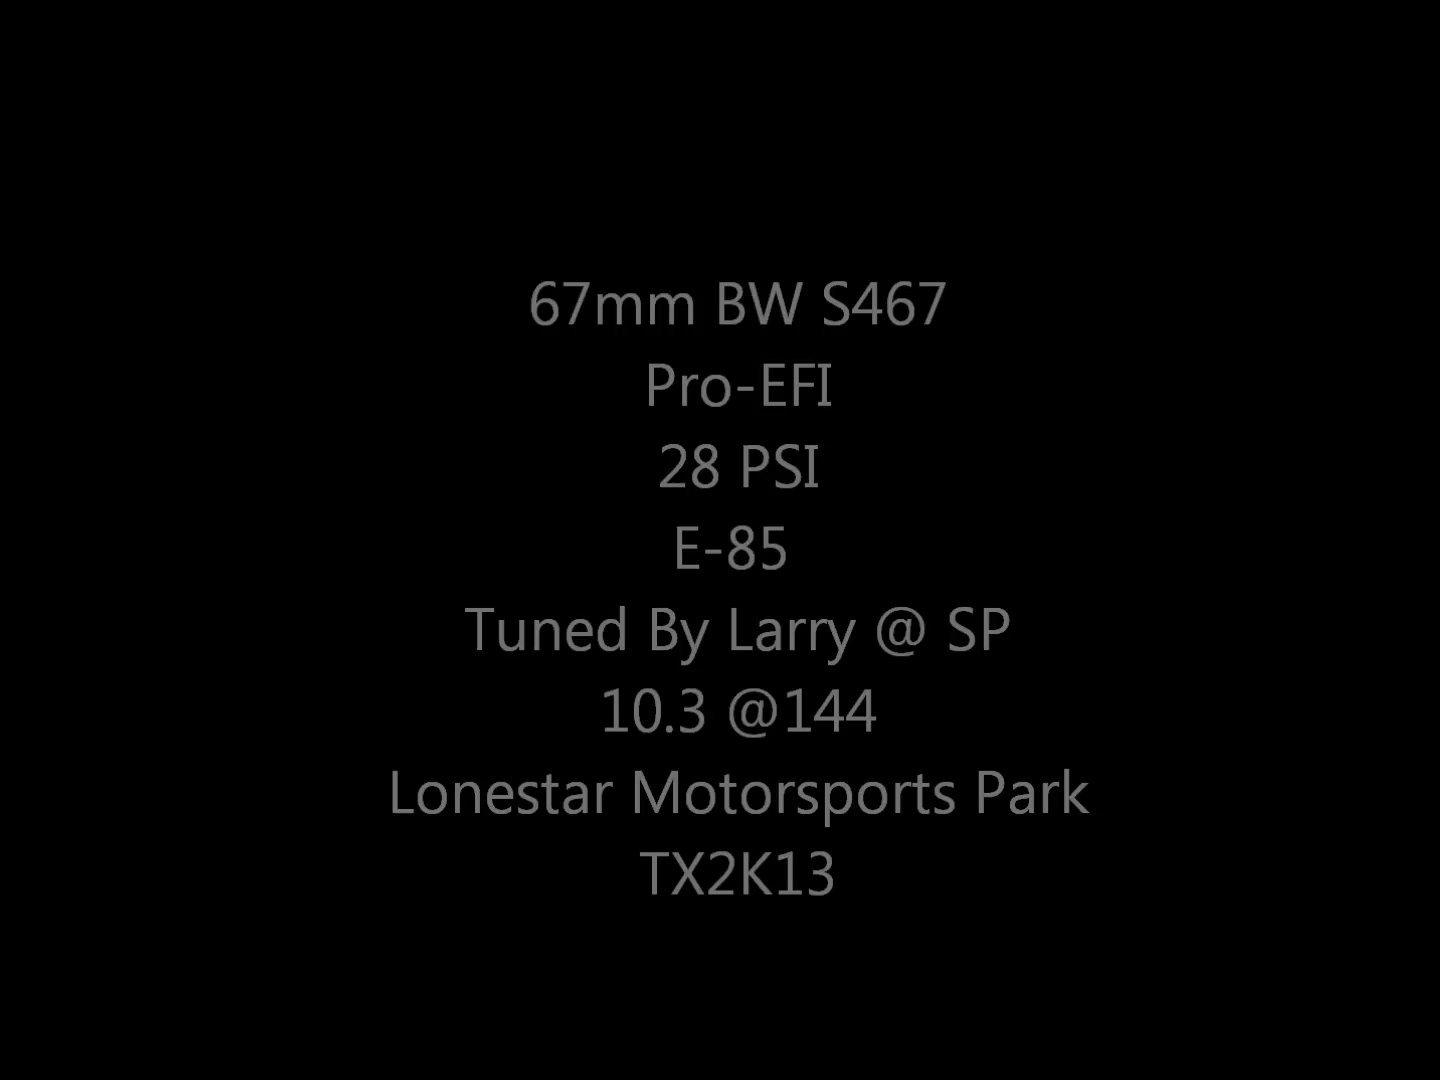 67mm BW S467
Pro-EFI
28 PSI
E-85
Tuned By Larry @ SP
10.3 @144
Lonestar Motorsports Park
TX2K13